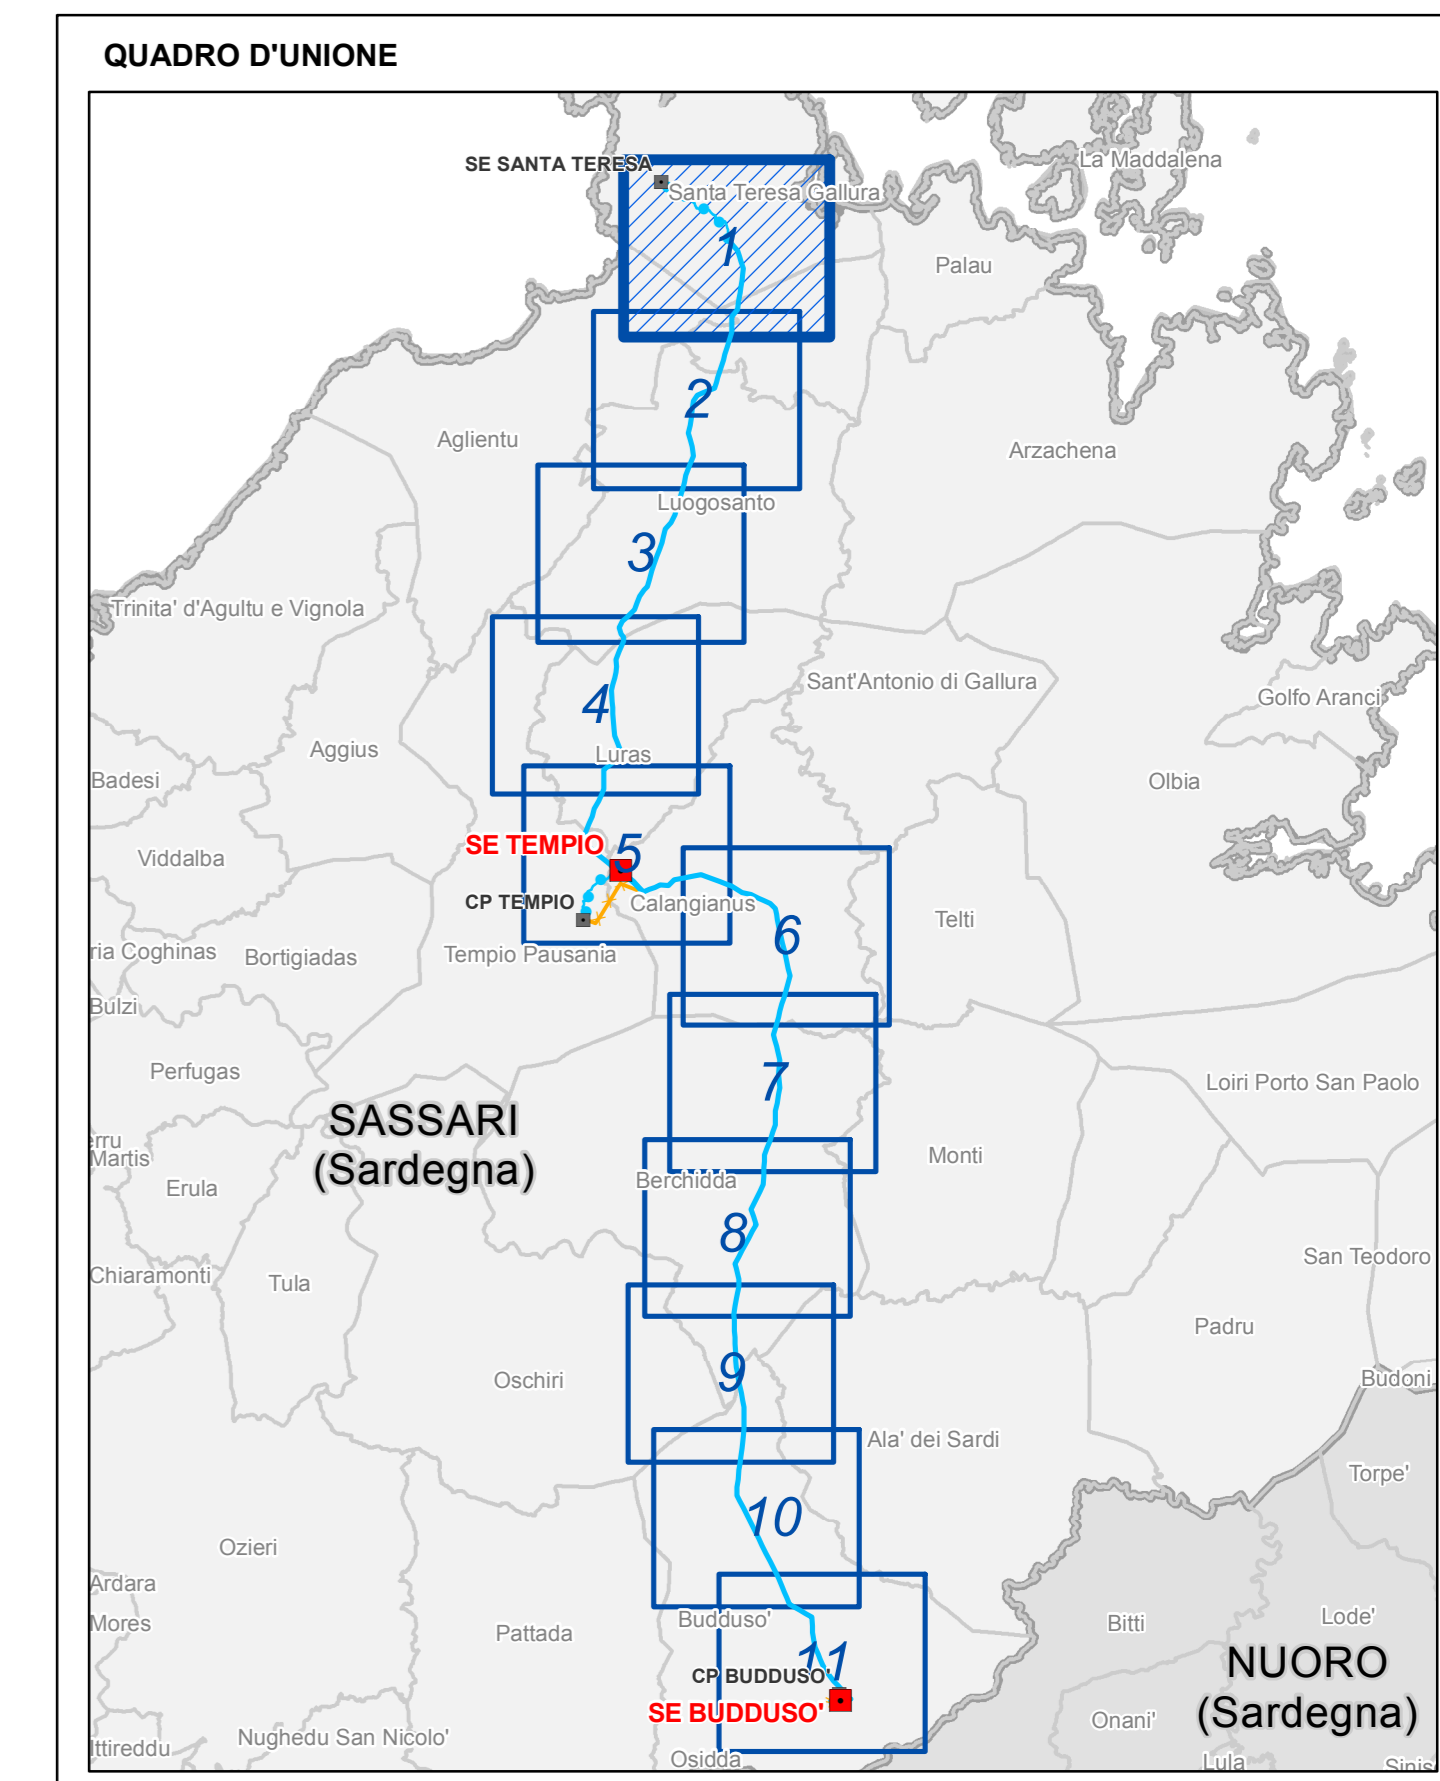 QUADRO D'UNIONE
La Maddalena
SE SANTA TERESA
Santa Teresa Gallura
1
Palau
2
Aglientu
Arzachena
Luogosanto
3
Trinita' d'Agultu e Vignola
Sant'Antonio di Gallura
Golfo Aranci
4
Aggius
Luras
Badesi
Olbia
SE TEMPIO
5
Viddalba
CP TEMPIO
Calangianus
Telti
6
ria Coghinas
Bortigiadas
Tempio Pausania
Bulzi
Perfugas
7
Loiri Porto San Paolo
SASSARI
(Sardegna)
erru
Martis
Monti
Erula
Berchidda
8
San Teodoro
Chiaramonti
Tula
Padru
9
Oschiri
Budoni
Ala' dei Sardi
Torpe'
10
Ozieri
Ardara
Mores
Budduso'
Bitti
Lode'
Pattada
11
CP BUDDUSO'
NUORO
(Sardegna)
SE BUDDUSO'
Onani'
Nughedu San Nicolo'
Ittireddu
Osidda
Lula
Sinis